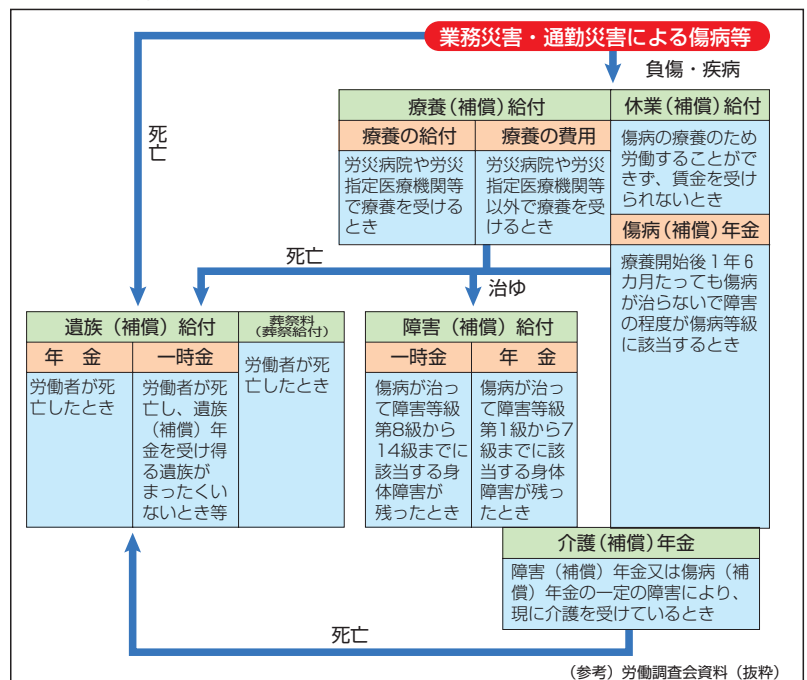 業務災害・通勤災害による傷病等
負傷・疾病
死亡
療養(補償)給付
療養の給付
労災病院や労災
指定医療機関等
で療養を受ける
とき
療養の費用
労災病院や労災
指定医療機関等
以外で療養を受
けるとき
休業(補償)給付
傷病の療養のため
労働することがで
きず、賃金を受け
られないとき
傷病(補償)年金
療養開始後1年6
カ月たっても傷病
が治らないで障害
の程度が傷病等級
に該当するとき
死亡
治ゆ
遺族(補償)給付
年 金
労働者が死
亡したとき
一時金
労働者が死
亡し、遺族
(補償)年
金を受け得
る遺族が
まったくい
ないとき等
葬祭料
(葬祭給付)
労働者が死
亡したとき
障害(補償)給付
一時金
傷病が治っ
て障害等級
第8級から
14級までに
該当する身
体障害が
残ったとき
年 金
傷病が治っ
て障害等級
第1級から7
級までに該
当する身体
障害が残っ
たとき
介護(補償)年金
障害(補償)年金又は傷病(補
償)年金の一定の障害により、
現に介護を受けているとき
死亡
(参考)労働調査会資料(抜粋)